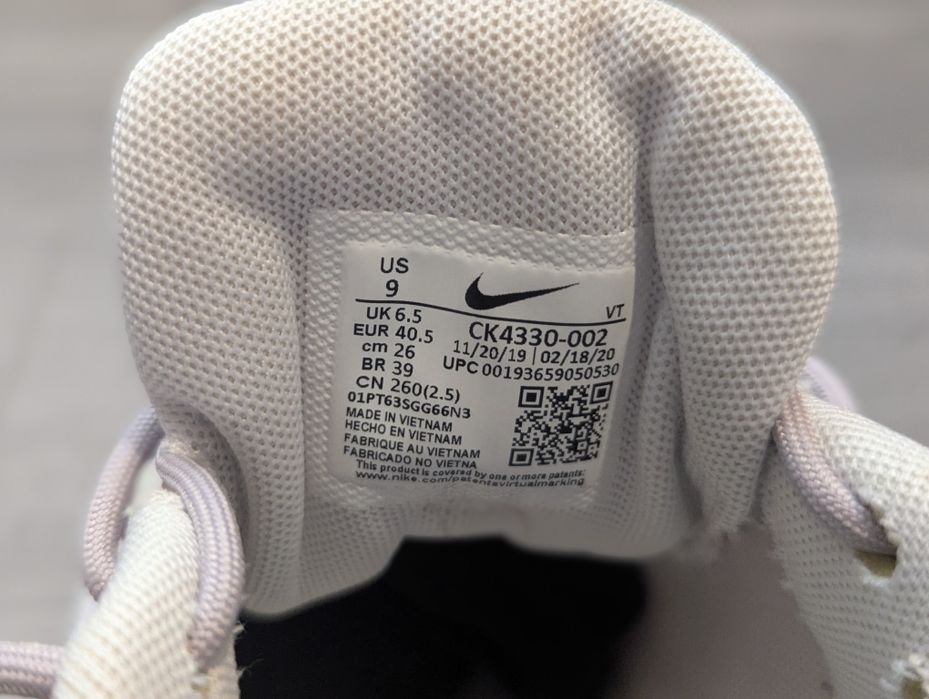 US
9
VT
UK 6.5
EUR 40.5
cm 26
BR 39
CN 260(2.5)
CK4330-002
11/20/19 | 02/18/20
UPC 00193659050530
01PT63SGG66N3
MADE IN VIETNAM
HECHO EN VIETNAM
FABRIQUE AU VIETNAM
FABRICADO NO VIETNA
This product is covered by one or more patents:
www.nike.com/patentsvirtualmarking